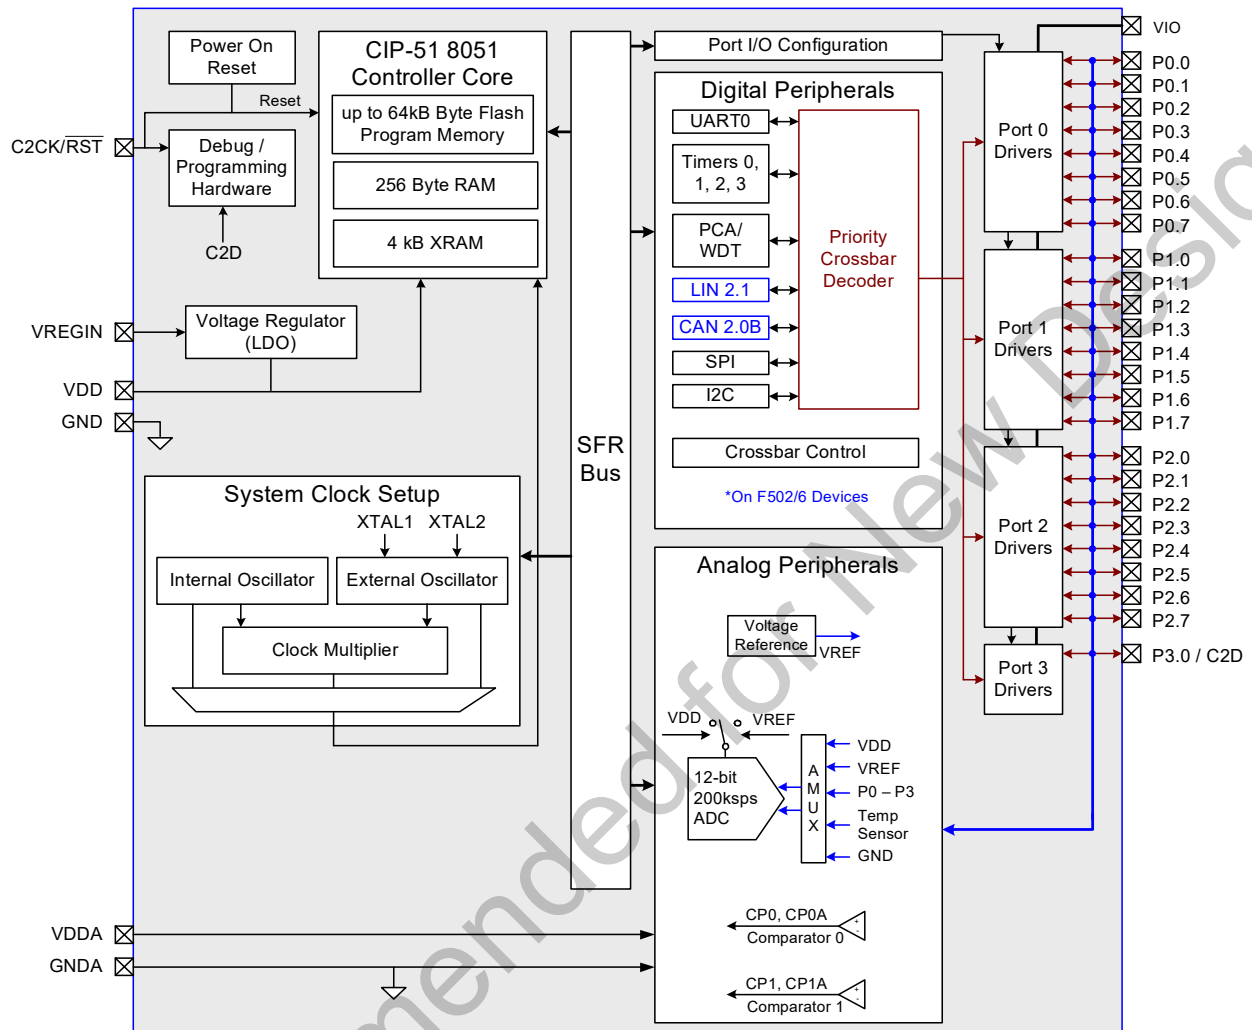 Power On
Reset
Reset
C2CK/RST
Debug /
Programming
Hardware
C2D
CIP-51 8051
Controller Core
up to 64kB Byte Flash
Program Memory
256 Byte RAM
4 kB XRAM
VREGIN
Voltage Regulator
(LDO)
VDD
GND
System Clock Setup
XTAL1
XTAL2
Internal Oscillator
External Oscillator
Clock Multiplier
VDDA
GNDA
SFR
Bus
Port I/O Configuration
Digital Peripherals
UART0
Timers 0,
1, 2, 3
PCA/
WDT
LIN 2.1
CAN 2.0B
SPI
I2C
Priority
Crossbar
Decoder
Crossbar Control
*On F502/6 Devices
Analog Peripherals
Voltage
Reference
VREF
VDD
VREF
12-bit
200ksps
ADC
A
M
U
X
VDD
VREF
P0 – P3
Temp
Sensor
GND
CP0, CP0A
+
-
Comparator 0
CP1, CP1A
+
-
Comparator 1
Port 0
Drivers
Port 1
Drivers
Port 2
Drivers
Port 3
Drivers
VIO
P0.0
P0.1
P0.2
P0.3
P0.4
P0.5
P0.6
P0.7
P1.0
P1.1
P1.2
P1.3
P1.4
P1.5
P1.6
P1.7
P2.0
P2.1
P2.2
P2.3
P2.4
P2.5
P2.6
P2.7
P3.0 / C2D
mended for New Desig